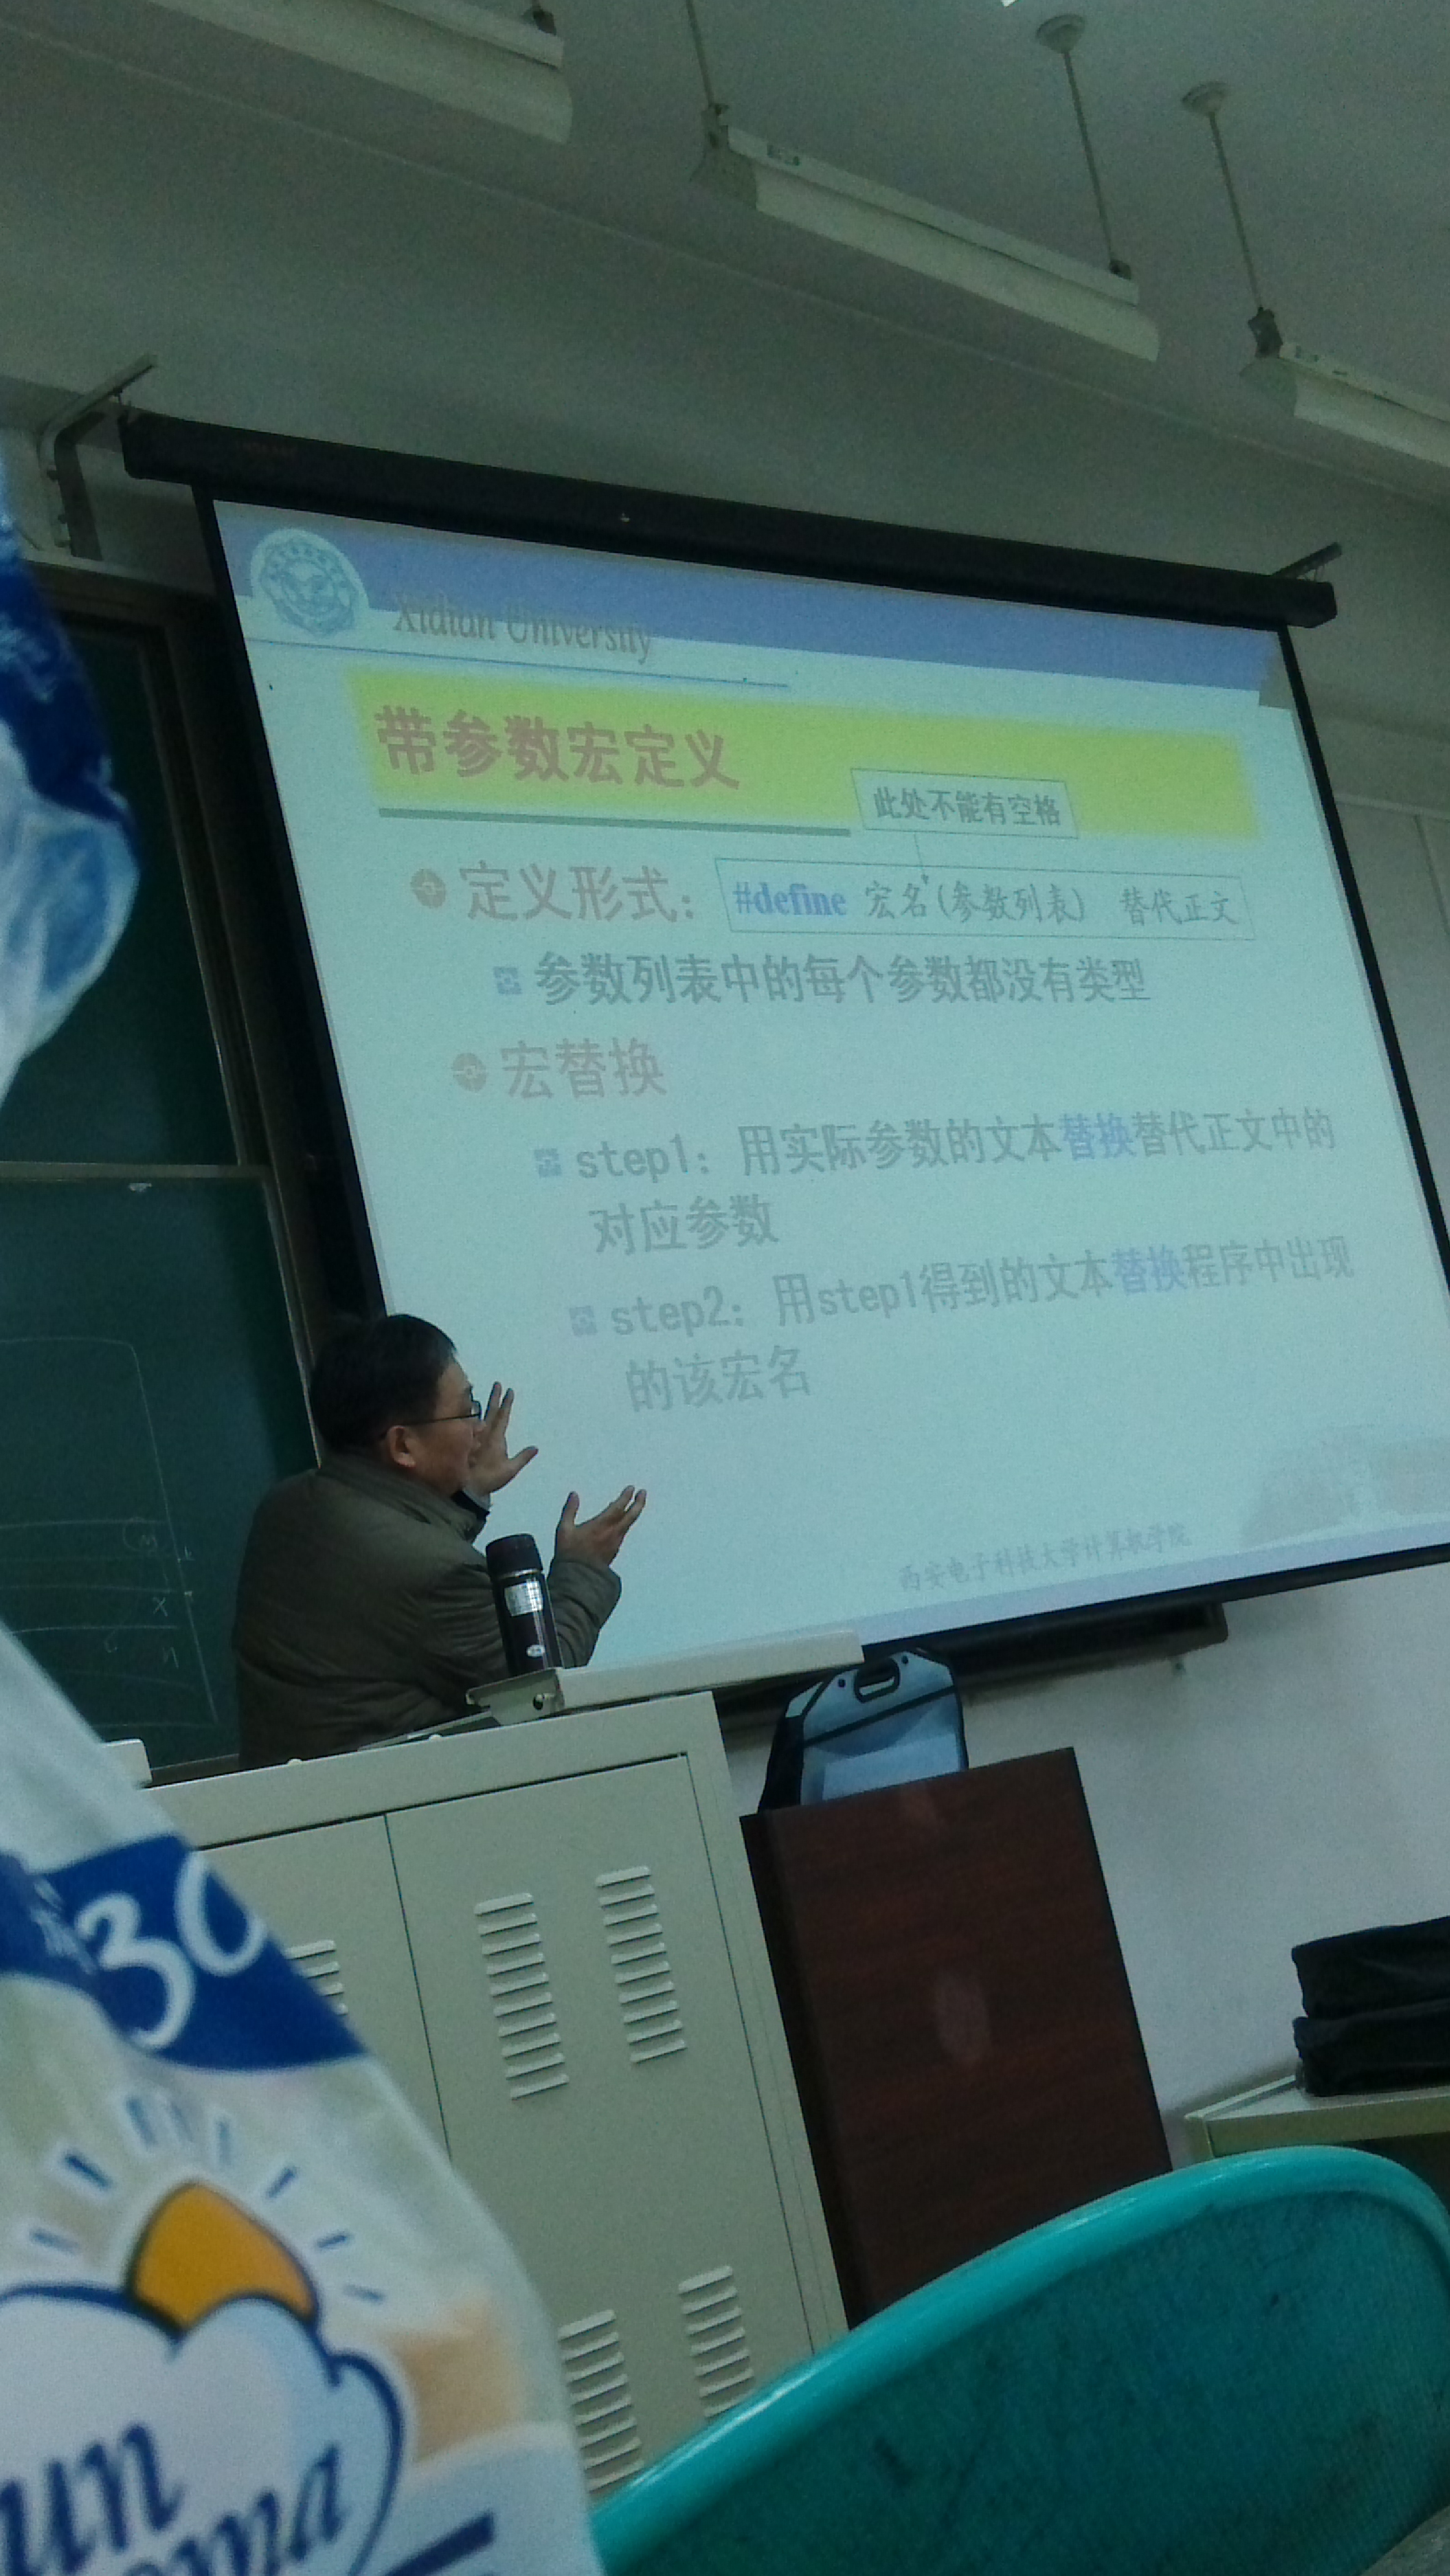 Xidian University
带参数宏定义
此处不能有空格
定义形式：
#define 宏名(参数列表) 替代正文
参数列表中的每个参数都没有类型
宏替换
step1：用实际参数的文本替换替代正文中的
对应参数
step2：用step1得到的文本替换程序中出现
的该宏名
西安电子科技大学计算机学院
30